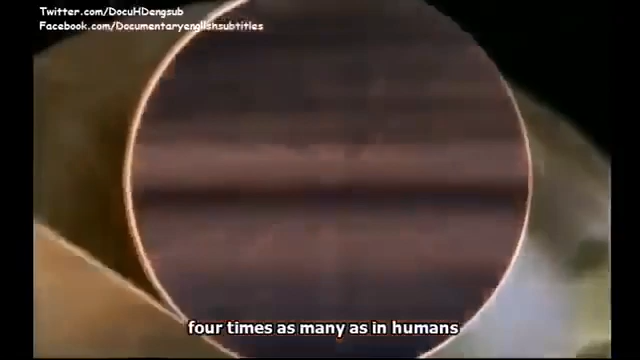 Twitter.com/DocuHDengsub
Facebook.com/Documentaryenglishsubtitles
four times as many as in humans